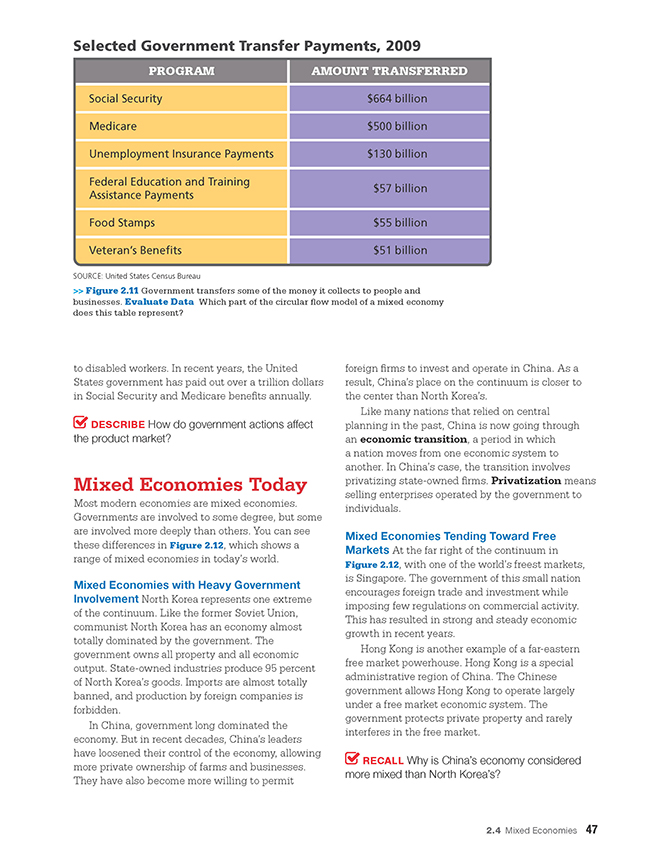 Selected Government Transfer Payments, 2009
PROGRAM AMOUNT TRANSFERRED
Social Security $664 billion
Medicare $500 billion
Unemployment Insurance Payments $130 billion
Federal Education and Training
Assistance Payments $57 billion
Food Stamps $55 billion
Veteran's Benefits $51 billion
SOURCE: United States Census Bureau
>> Figure 2.11 Government transfers some of the money it collects to people and
businesses. Evaluate Data Which part of the circular flow model of a mixed economy
does this table represent?
to disabled workers. In recent years, the United
States government has paid out over a trillion dollars
in Social Security and Medicare benefits annually.
DESCRIBE How do government actions affect
the product market?
Mixed Economies Today
Most modern economies are mixed economies.
Governments are involved to some degree, but some
are involved more deeply than others. You can see
these differences in Figure 2.12, which shows a
range of mixed economies in today's world.
Mixed Economies with Heavy Government
Involvement North Korea represents one extreme
of the continuum. Like the former Soviet Union,
communist North Korea has an economy almost
totally dominated by the government. The
government owns all property and all economic
output. State-owned industries produce 95 percent
of North Korea's goods. Imports are almost totally
banned, and production by foreign companies is
forbidden.
In China, government long dominated the
economy. But in recent decades, China's leaders
have loosened their control of the economy, allowing
more private ownership of farms and businesses.
They have also become more willing to permit
foreign firms to invest and operate in China. As a
result, China's place on the continuum is closer to
the center than North Korea's.
Like many nations that relied on central
planning in the past, China is now going through
an economic transition, a period in which
a nation moves from one economic system to
another. In China's case, the transition involves
privatizing state-owned firms. Privatization means
selling enterprises operated by the government to
individuals.
Mixed Economies Tending Toward Free
Markets At the far right of the continuum in
Figure 2.12, with one of the world's freest markets,
is Singapore. The government of this small nation
encourages foreign trade and investment while
imposing few regulations on commercial activity.
This has resulted in strong and steady economic
growth in recent years.
Hong Kong is another example of a far-eastern
free market powerhouse. Hong Kong is a special
administrative region of China. The Chinese
government allows Hong Kong to operate largely
under a free market economic system. The
government protects private property and rarely
interferes in the free market.
RECALL Why is China's economy considered
more mixed than North Korea's?
2.4 Mixed Economies 47